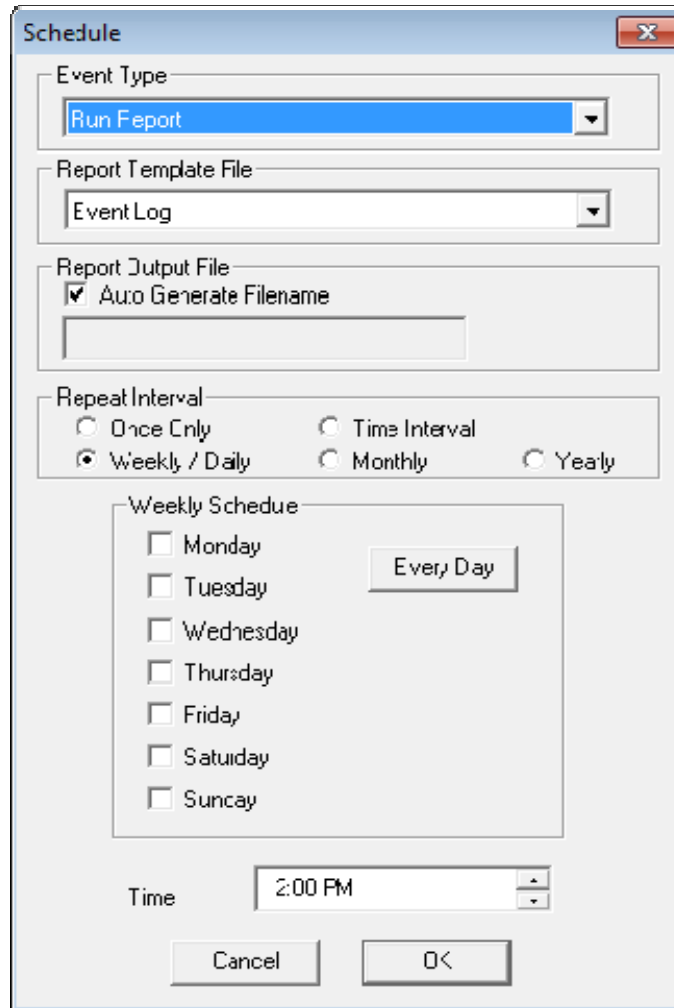 Schedule
Event Type
Run Report
Report Template File
Event Log
Report Output File
Auto Generate Filename
Repeat Interval
Once Only
Time Interval
Weekly / Daily
Monthly
Yearly
Weekly Schedule
Monday
Every Day
Tuesday
Wednesday
Thursday
Friday
Saturday
Sunday
Time
2:00 PM
Cancel
OK